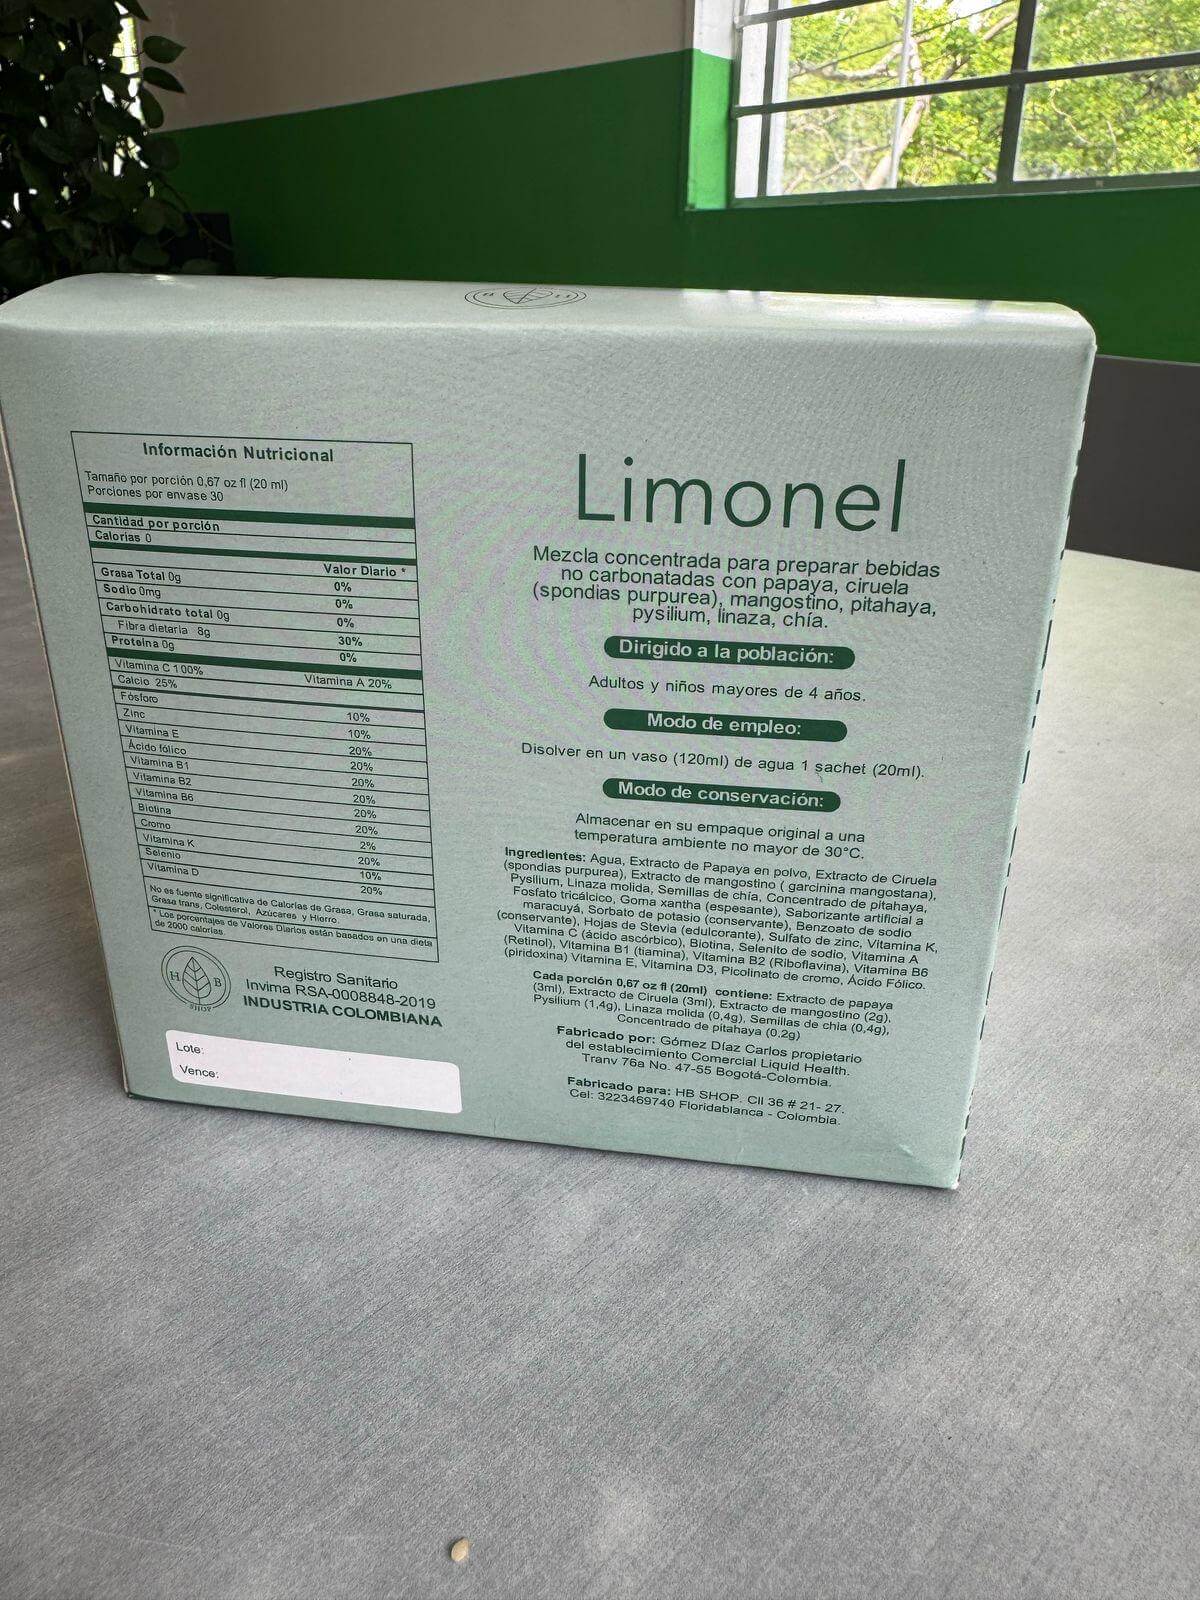 Información Nutricional
Tamaño por porción 0,67 oz fl (20 ml)
Porciones por envase 30
Cantidad por porción
Calorías 0
Valor Diario *
Grasa Total 0g 0%
Sodio 0mg 0%
Carbohidrato total 0g 0%
Fibra dietaria 8g 30%
Proteína 0g 0%
Vitamina C 100% Vitamina A 20%
Calcio 25%
Fósforo 10%
Zinc 10%
Vitamina E 20%
Ácido fólico 20%
Vitamina B1 20%
Vitamina B2 20%
Vitamina B6 20%
Biotina 20%
Cromo 2%
Vitamina K 20%
Selenio 10%
Vitamina D 20%
No es fuente significativa de Calorías de Grasa, Grasa saturada,
Grasa trans, Colesterol, Azúcares y Hierro.
* Los porcentajes de Valores Diarios están basados en una dieta
de 2000 calorías.
H B
SHOP
Registro Sanitario
Invima RSA-0008848-2019
INDUSTRIA COLOMBIANA
Lote:
Vence:
Limonel
Mezcla concentrada para preparar bebidas
no carbonatadas con papaya, ciruela
(spondias purpurea), mangostino, pitahaya,
pysilium, linaza, chía.
Dirigido a la población:
Adultos y niños mayores de 4 años.
Modo de empleo:
Disolver en un vaso (120ml) de agua 1 sachet (20ml).
Modo de conservación:
Almacenar en su empaque original a una
temperatura ambiente no mayor de 30°C.
Ingredientes: Agua, Extracto de Papaya en polvo, Extracto de Ciruela
(spondias purpurea), Extracto de mangostino ( garcinina mangostana),
Pysilium, Linaza molida, Semillas de chía, Concentrado de pitahaya,
Fosfato tricálcico, Goma xantha (espesante), Saborizante artificial a
maracuyá, Sorbato de potasio (conservante), Benzoato de sodio
(conservante), Hojas de Stevia (edulcorante), Sulfato de zinc, Vitamina K,
Vitamina C (ácido ascórbico), Biotina, Selenito de sodio, Vitamina A
(Retinol), Vitamina B1 (tiamina), Vitamina B2 (Riboflavina), Vitamina B6
(piridoxina) Vitamina E, Vitamina D3, Picolinato de cromo, Ácido Fólico.
Cada porción 0,67 oz fl (20ml) contiene: Extracto de papaya
(3ml), Extracto de Ciruela (3ml), Extracto de mangostino (2g),
Pysilium (1,4g), Linaza molida (0,4g), Semillas de chia (0,4g),
Concentrado de pitahaya (0.2g)
Fabricado por: Gómez Díaz Carlos propietario
del establecimiento Comercial Liquid Health.
Tranv 76a No. 47-55 Bogotá-Colombia.
Fabricado para: HB SHOP. Cll 36 # 21- 27.
Cel: 3223469740 Floridablanca - Colombia.